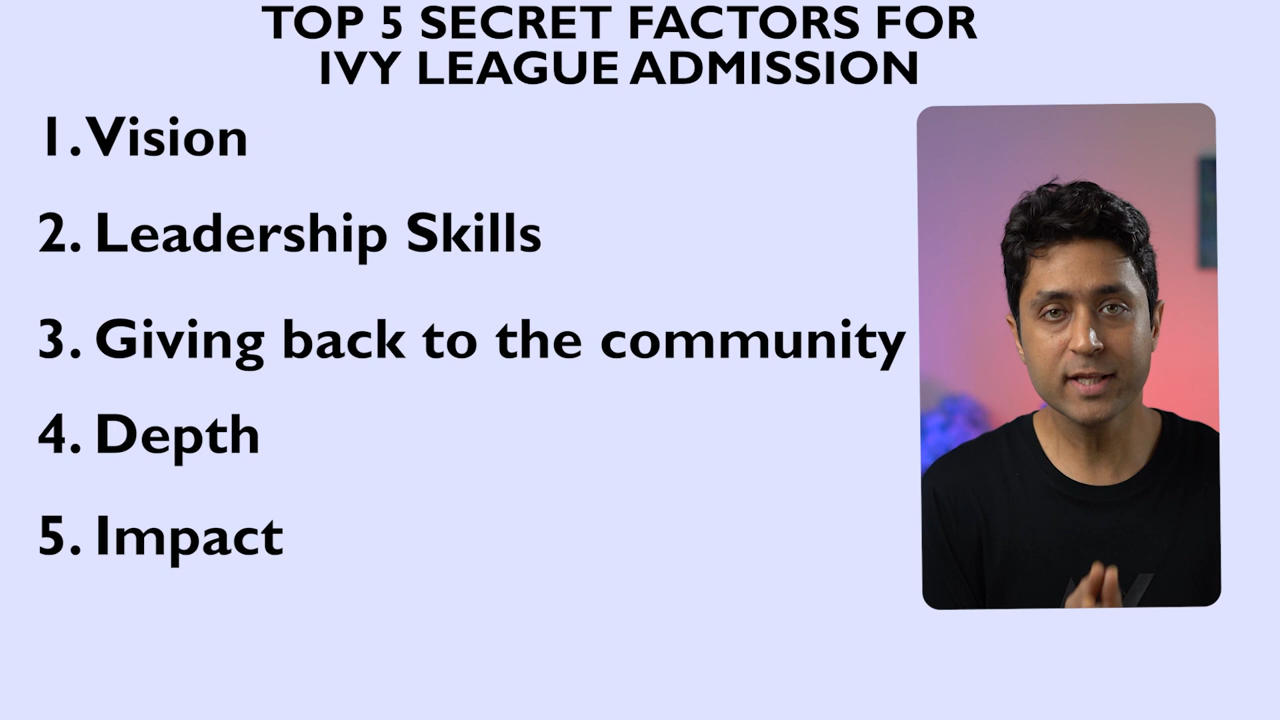 TOP 5 SECRET FACTORS FOR
IVY LEAGUE ADMISSION
1. Vision
2. Leadership Skills
3. Giving back to the community
4. Depth
5. Impact